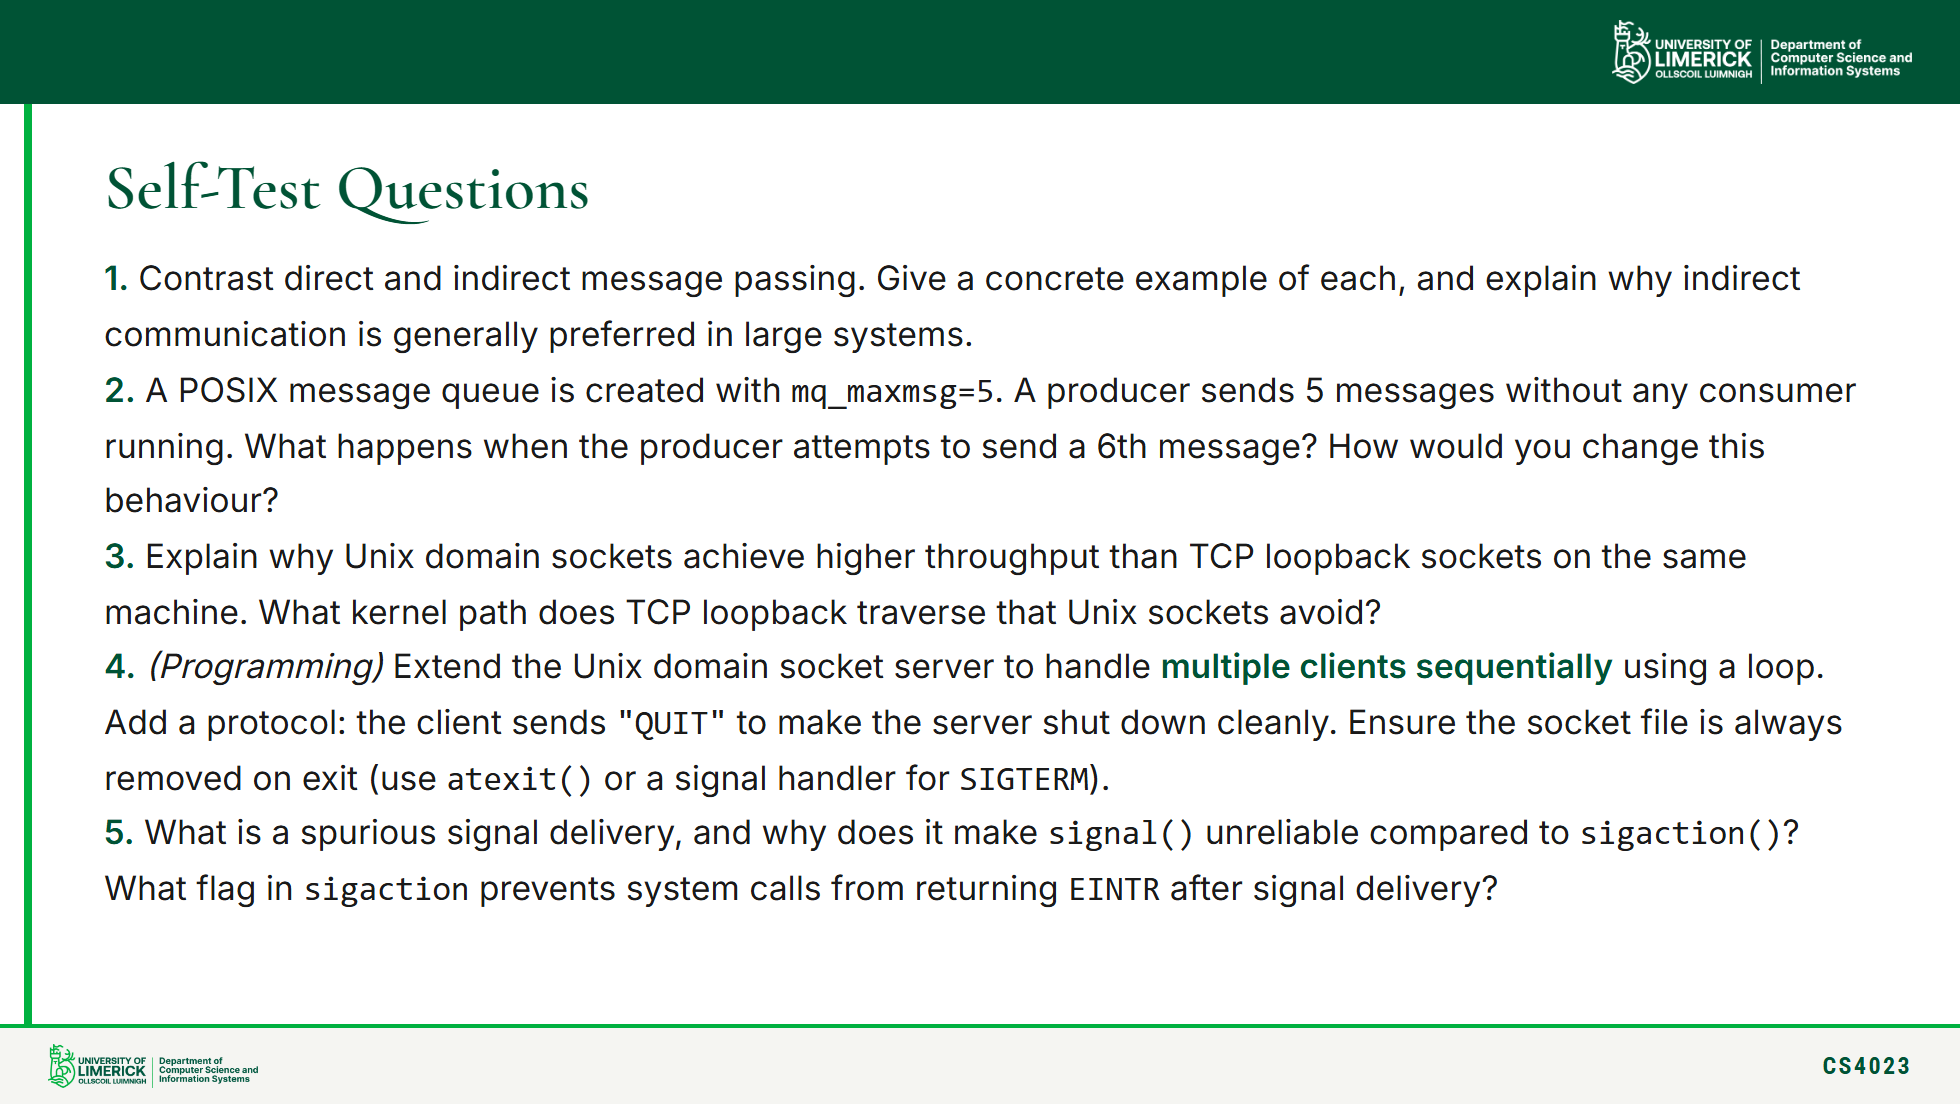 UNIVERSITY OF
LIMERICK
OLLSCOIL LUIMNIGH
Department of
Computer Science and
Information Systems
Self-Test Questions
1. Contrast direct and indirect message passing. Give a concrete example of each, and explain why indirect
communication is generally preferred in large systems.
2. A POSIX message queue is created with mq_maxmsg=5. A producer sends 5 messages without any consumer
running. What happens when the producer attempts to send a 6th message? How would you change this
behaviour?
3. Explain why Unix domain sockets achieve higher throughput than TCP loopback sockets on the same
machine. What kernel path does TCP loopback traverse that Unix sockets avoid?
4. (Programming) Extend the Unix domain socket server to handle multiple clients sequentially using a loop.
Add a protocol: the client sends "QUIT" to make the server shut down cleanly. Ensure the socket file is always
removed on exit (use atexit() or a signal handler for SIGTERM).
5. What is a spurious signal delivery, and why does it make signal() unreliable compared to sigaction()?
What flag in sigaction prevents system calls from returning EINTR after signal delivery?
UNIVERSITY OF
LIMERICK
OLLSCOIL LUIMNIGH
Department of
Computer Science and
Information Systems
CS4023